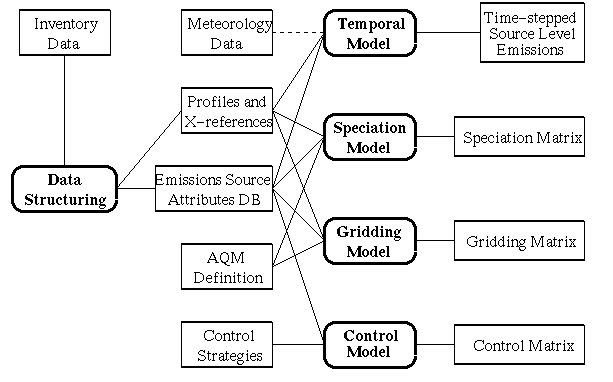 Inventory
Data
Meteorology
Data
Temporal
Model
Time-stepped
Source Level
Emissions
Profiles and
X-references
Speciation
Model
Speciation Matrix
Data
Structuring
Emissions Source
Attributes DB
Gridding
Model
Gridding Matrix
AQM
Definition
Control
Strategies
Control
Model
Control Matrix